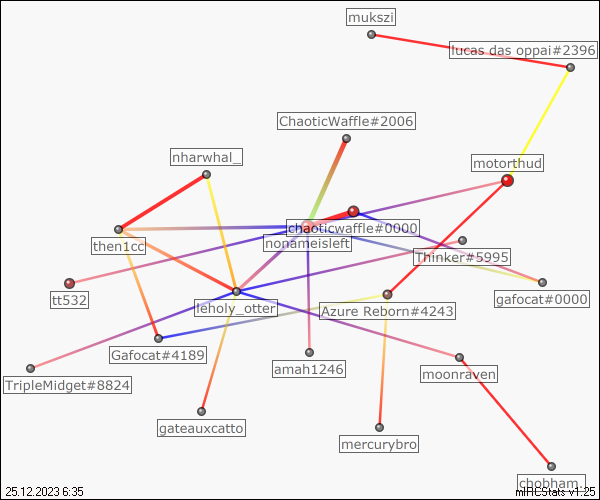 mukszi
lucas das oppai#2396
ChaoticWaffle#2006
nharwhal_
motorthud
chaoticwaffle#0000
nonameisleft
then1cc
Thinker#5995
tt532
leholy_otter
Azure Reborn#4243
gafocat#0000
Gafocat#4189
amah1246
TripleMidget#8824
moonraven
gateauxcatto
mercurybro
chobham_
25.12.2023 6:35
mIRCStats v1.25